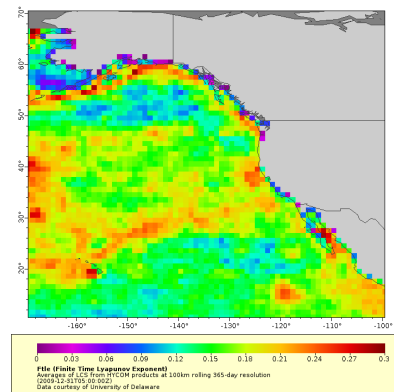 70°
60°
50°
40°
30°
20°
-160° -150° -140° -130° -120° -110° -100°
0 0.03 0.06 0.09 0.12 0.15 0.18 0.21 0.24 0.27 0.3
Ftle (Finite Time Lyapunov Exponent)
Averages of LCS from HYCOM products at 100km rolling 365-day resolution
(2009-12-31T05:00:00Z)
Data courtesy of University of Delaware